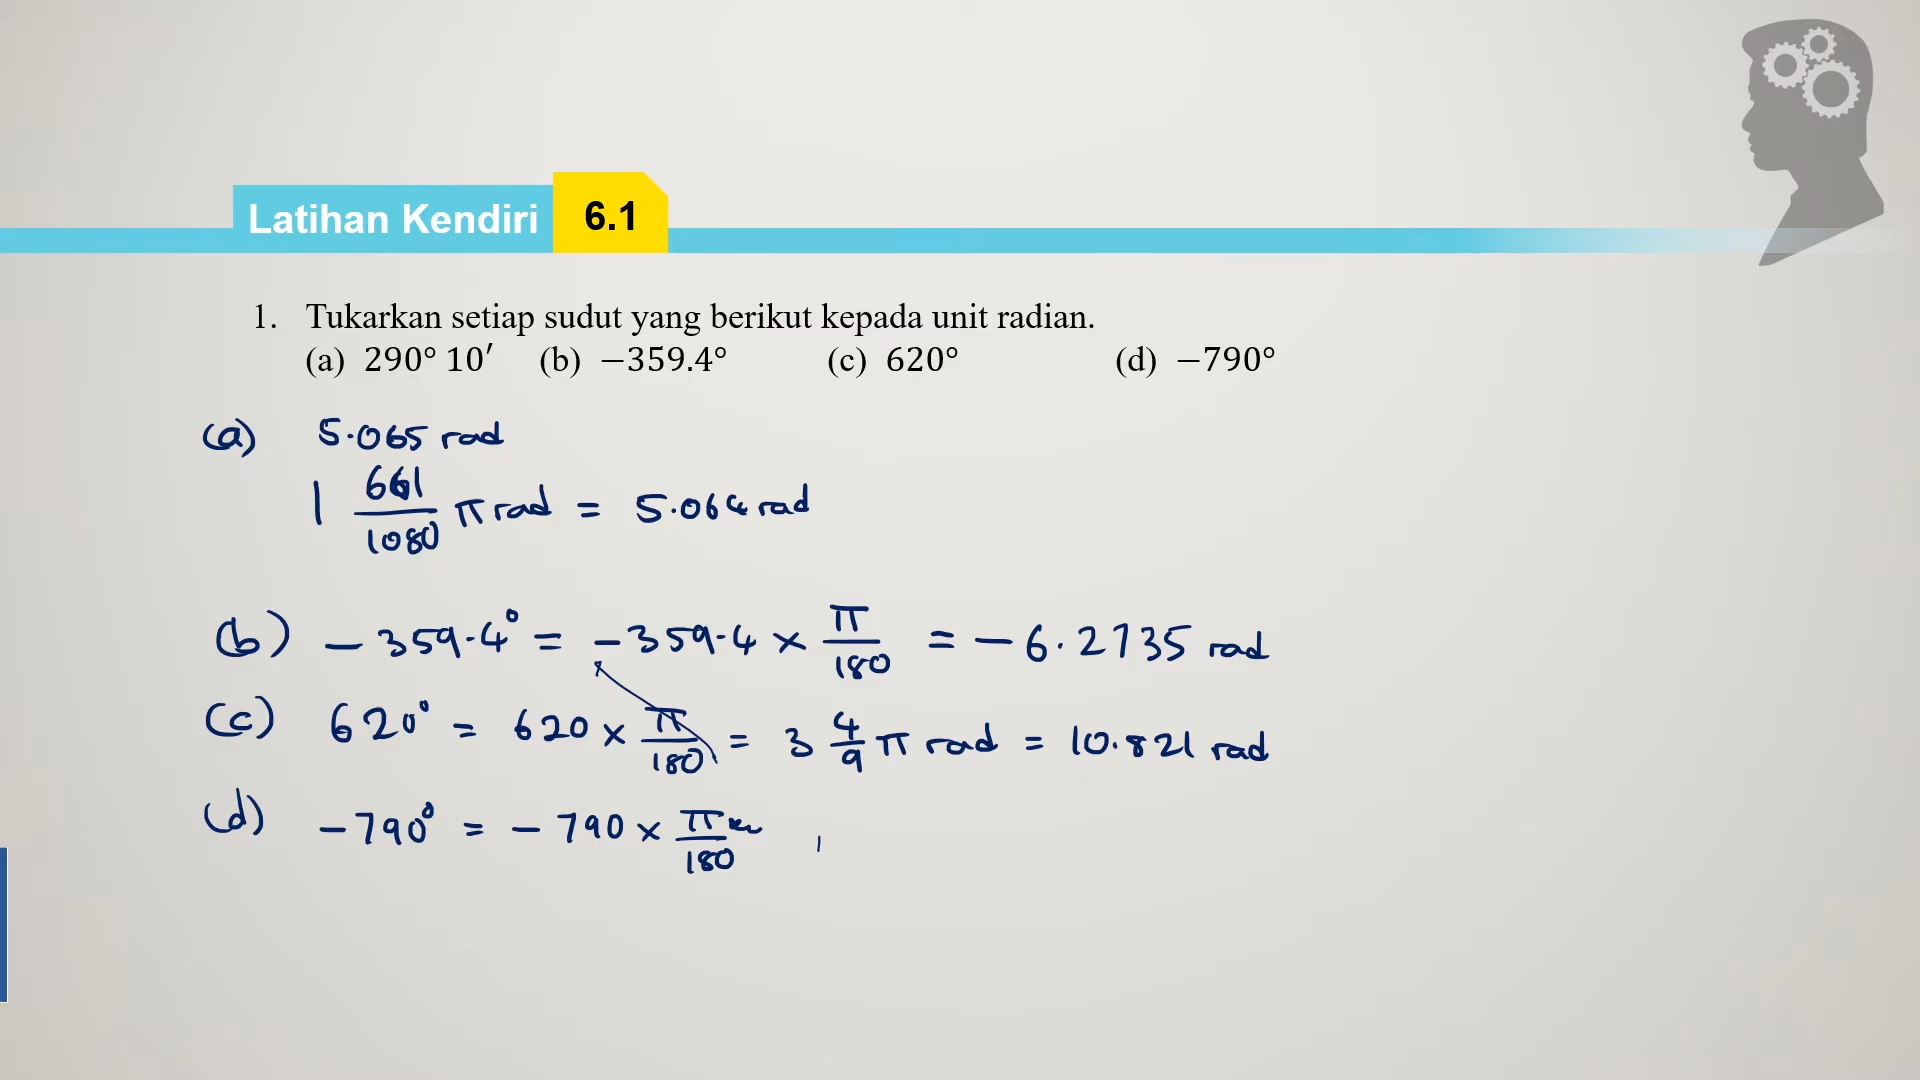 Latihan Kendiri 6.1
1. Tukarkan setiap sudut yang berikut kepada unit radian.
(a) 290° 10′ (b) −359.4° (c) 620° (d) −790°
(a) 5.065 rad
1 661/1080 π rad = 5.064 rad
(b) −359.4° = −359.4 × π/180 = −6.2735 rad
(c) 620° = 620 × π/180 = 3 4/9 π rad = 10.821 rad
(d) −790° = −790 × π/180